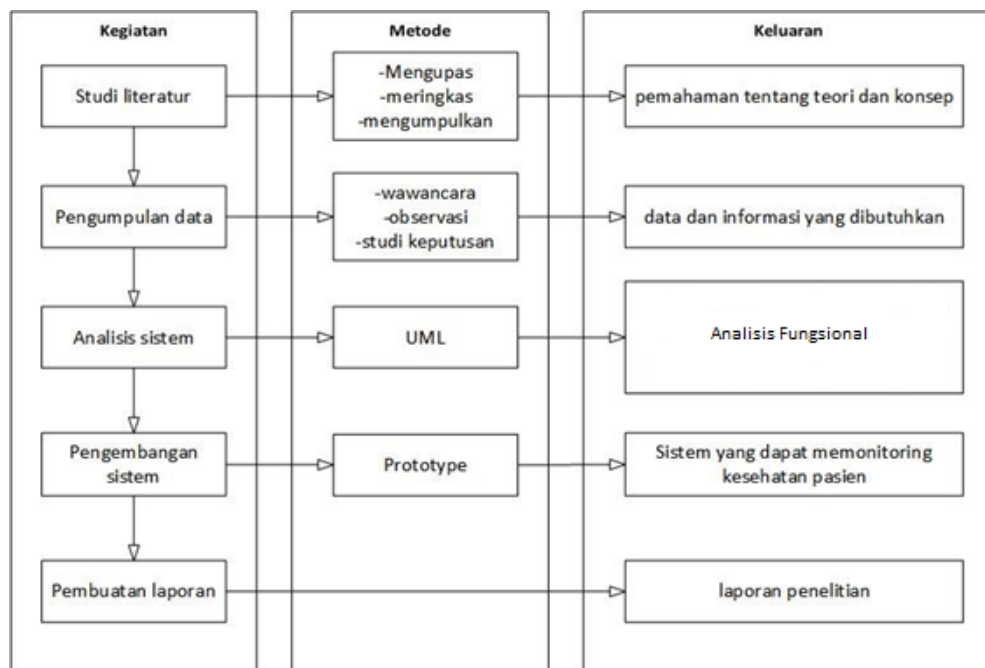 Kegiatan
Metode
Keluaran
Studi literatur
-Mengupas
-meringkas
-mengumpulkan
pemahaman tentang teori dan konsep
Pengumpulan data
-wawancara
-observasi
-studi keputusan
data dan informasi yang dibutuhkan
Analisis sistem
UML
Analisis Fungsional
Pengembangan
sistem
Prototype
Sistem yang dapat memonitoring
kesehatan pasien
Pembuatan laporan
laporan penelitian